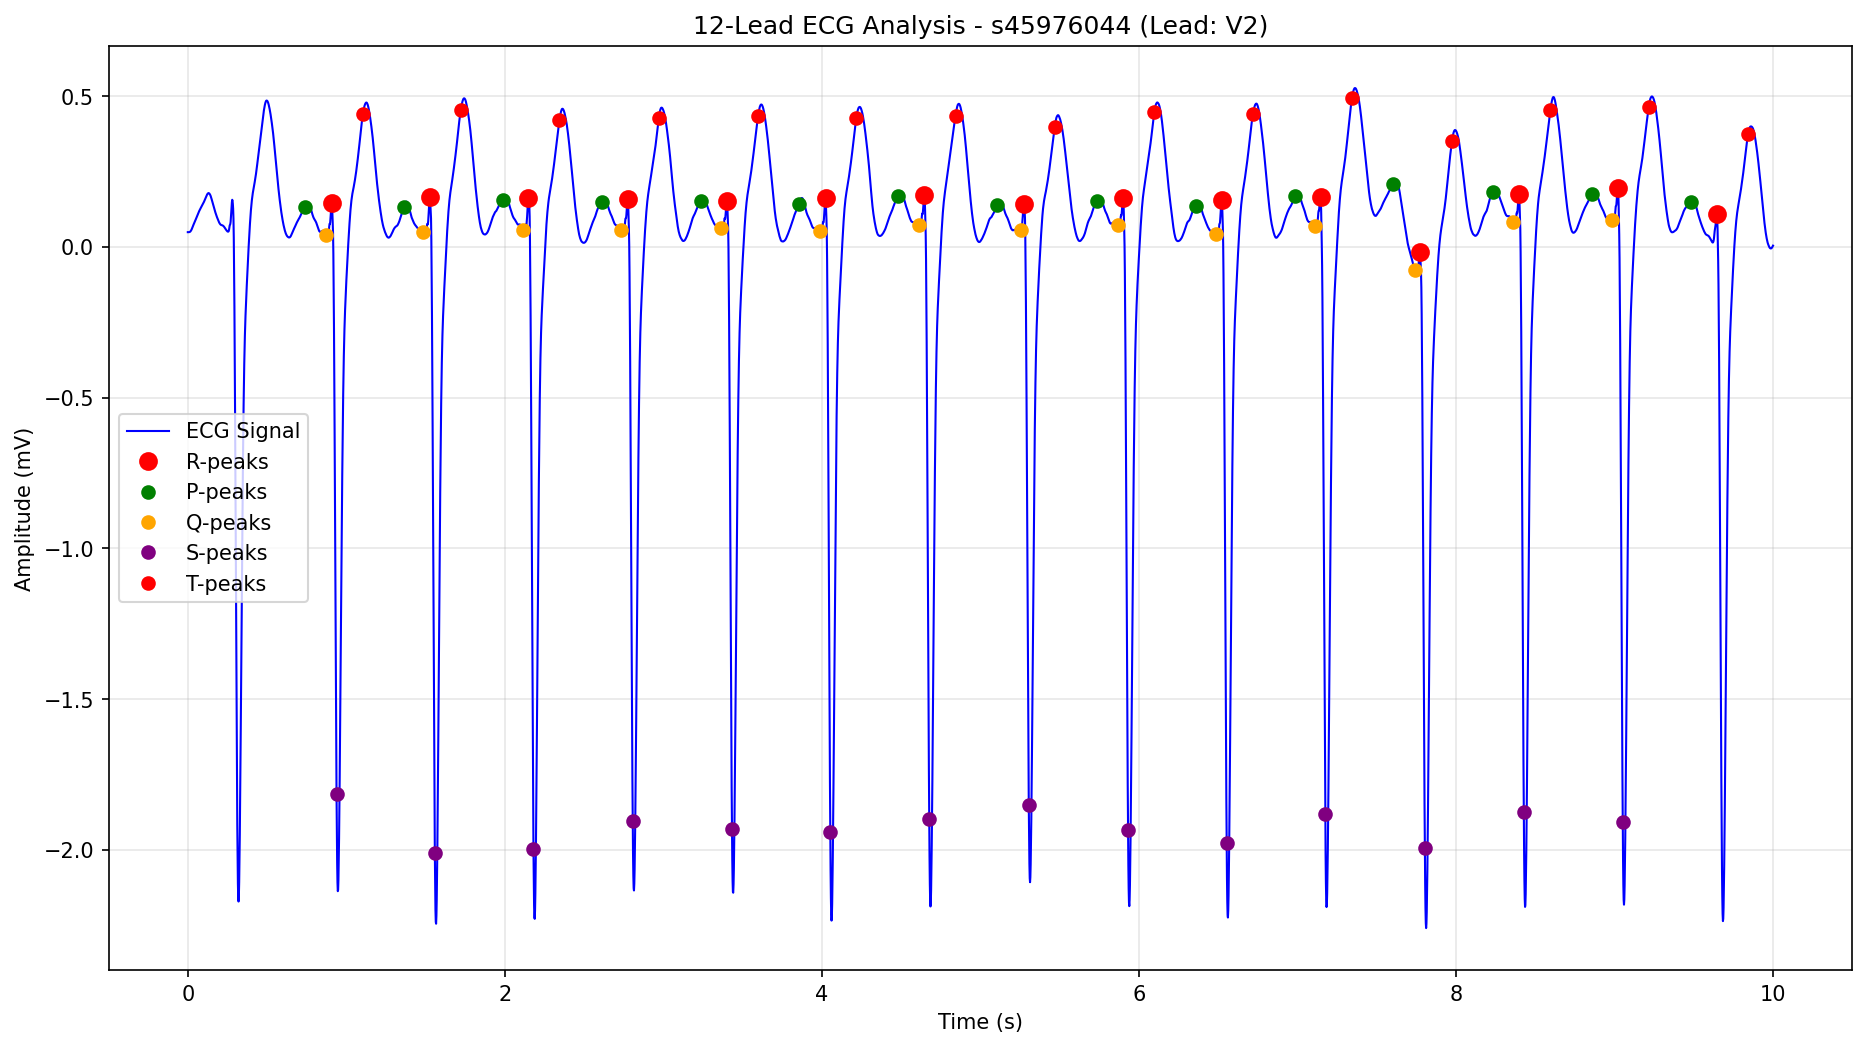 12-Lead ECG Analysis - s45976044 (Lead: V2)
Amplitude (mV)
0.5
0.0
−0.5
−1.0
−1.5
−2.0
ECG Signal
R-peaks
P-peaks
Q-peaks
S-peaks
T-peaks
0 2 4 6 8 10
Time (s)